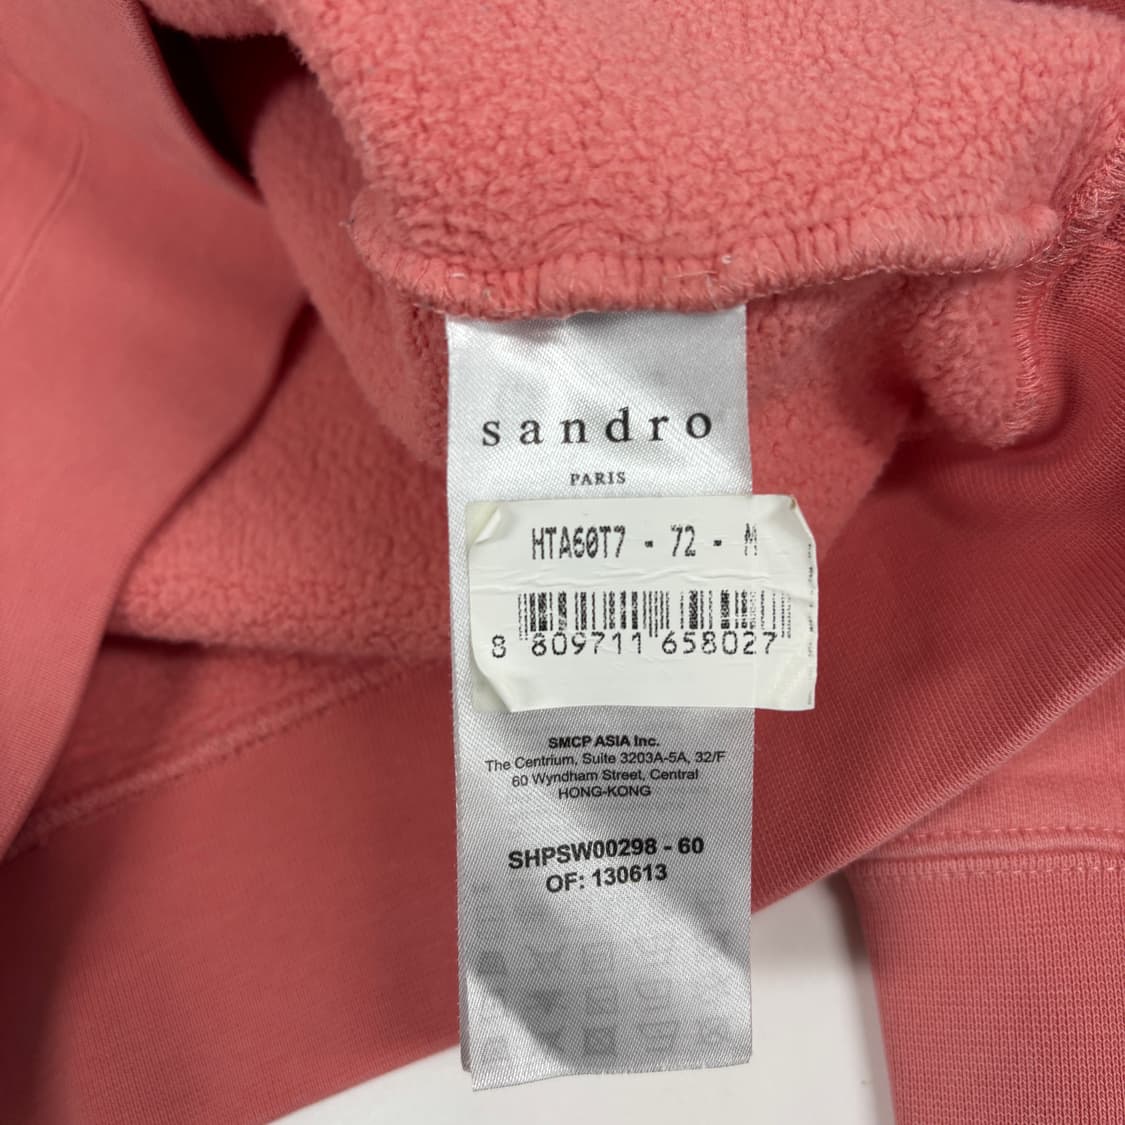 sandro
PARIS
HTA60T7 - 72 - M
8 809711 658027
SMCP ASIA Inc.
The Centrium, Suite 3203A-5A, 32/F
60 Wyndham Street, Central
HONG-KONG
SHPSW00298 - 60
OF: 130613